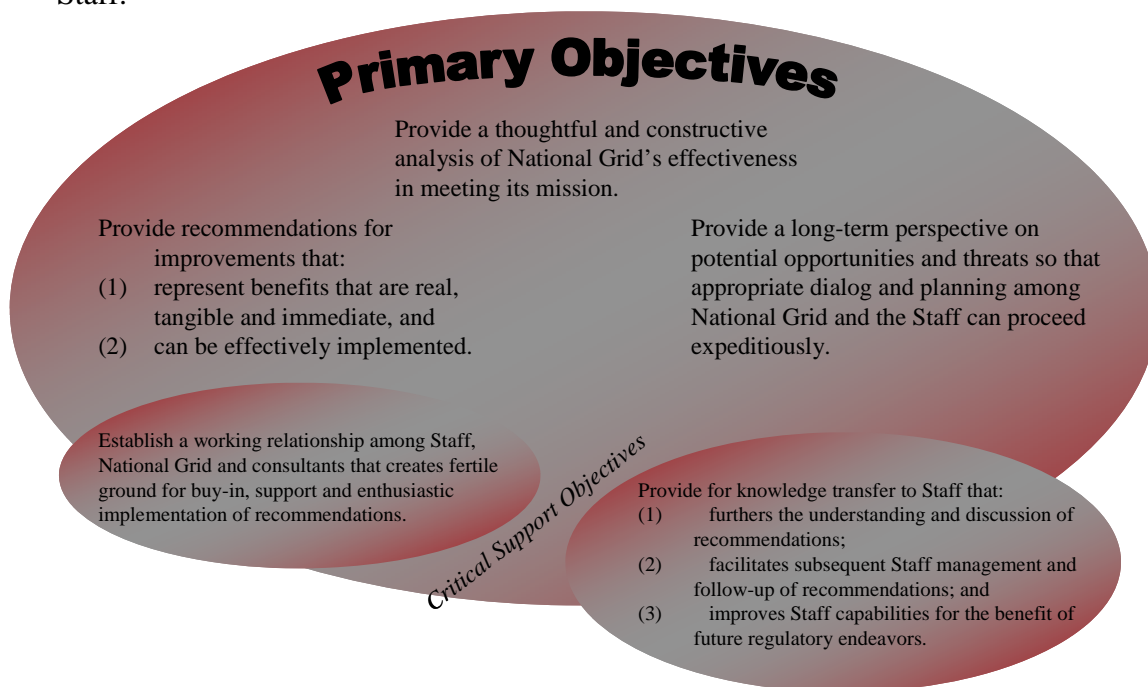 Staff.
Primary Objectives
Provide a thoughtful and constructive
analysis of National Grid’s effectiveness
in meeting its mission.
Provide recommendations for
improvements that:
(1) represent benefits that are real,
tangible and immediate, and
(2) can be effectively implemented.
Provide a long-term perspective on
potential opportunities and threats so that
appropriate dialog and planning among
National Grid and the Staff can proceed
expeditiously.
Establish a working relationship among Staff,
National Grid and consultants that creates fertile
ground for buy-in, support and enthusiastic
implementation of recommendations.
Critical Support Objectives
Provide for knowledge transfer to Staff that:
(1) furthers the understanding and discussion of
recommendations;
(2) facilitates subsequent Staff management and
follow-up of recommendations; and
(3) improves Staff capabilities for the benefit of
future regulatory endeavors.